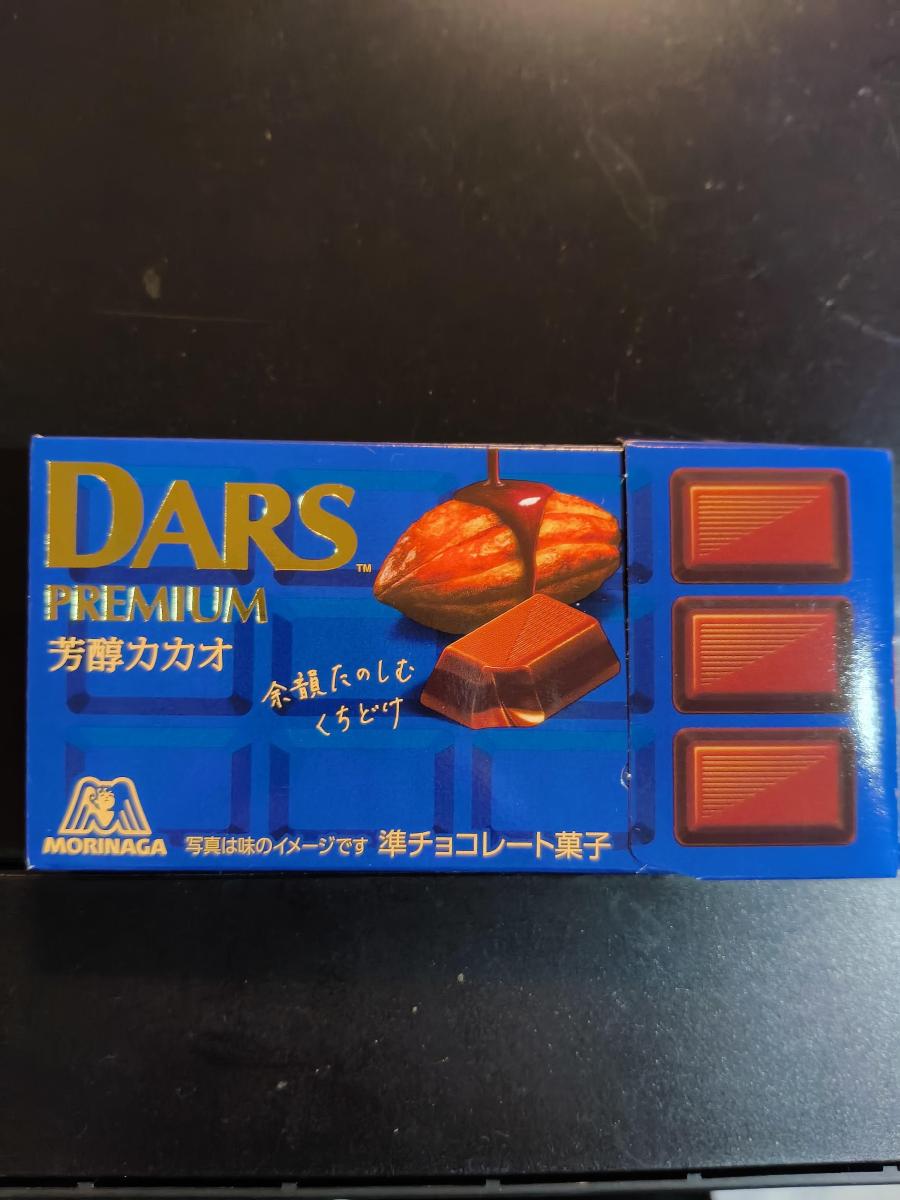 DARS™
PREMIUM
芳醇カカオ
余韻たのしむ
くちどけ
MORINAGA
写真は味のイメージです 準チョコレート菓子